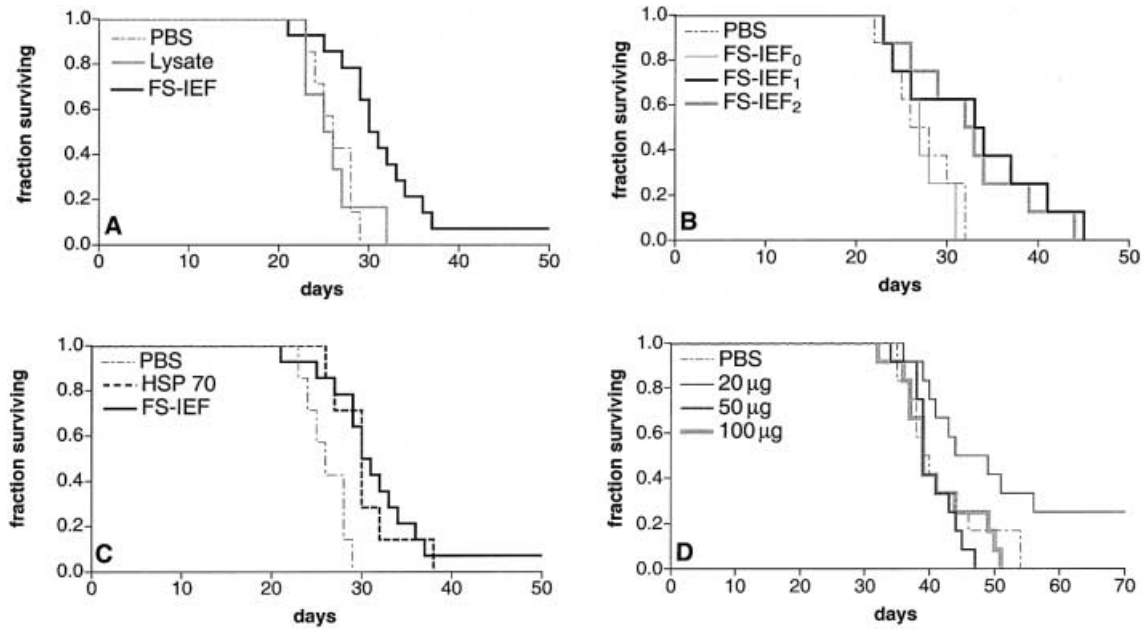 1.0
0.8
0.6
0.4
0.2
0.0
fraction surviving
PBS
Lysate
FS-IEF
A
0 10 20 30 40 50
days
1.0
0.8
0.6
0.4
0.2
0.0
fraction surviving
PBS
FS-IEF₀
FS-IEF₁
FS-IEF₂
B
0 10 20 30 40 50
days
1.0
0.8
0.6
0.4
0.2
0.0
fraction surviving
PBS
HSP 70
FS-IEF
C
0 10 20 30 40 50
days
1.0
0.8
0.6
0.4
0.2
0.0
fraction surviving
PBS
20 µg
50 µg
100 µg
D
0 10 20 30 40 50 60 70
days